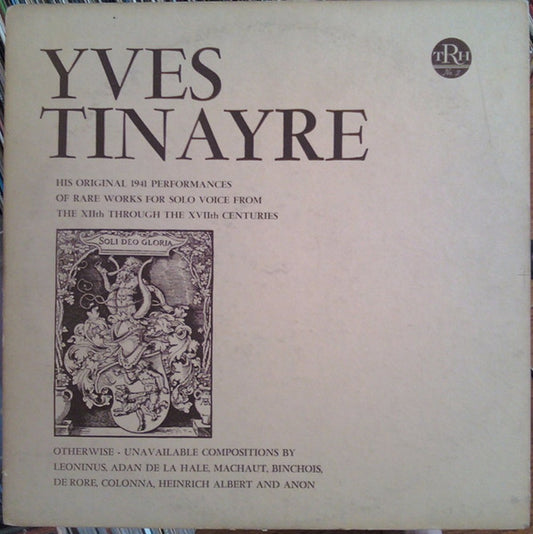 YVES
TINAYRE
TRH
HIS ORIGINAL 1941 PERFORMANCES
OF RARE WORKS FOR SOLO VOICE FROM
THE XIIth THROUGH THE XVIIth CENTURIES
SOLI DEO GLORIA
OTHERWISE - UNAVAILABLE COMPOSITIONS BY
LEONINUS, ADAN DE LA HALE, MACHAUT, BINCHOIS,
DE RORE, COLONNA, HEINRICH ALBERT AND ANON